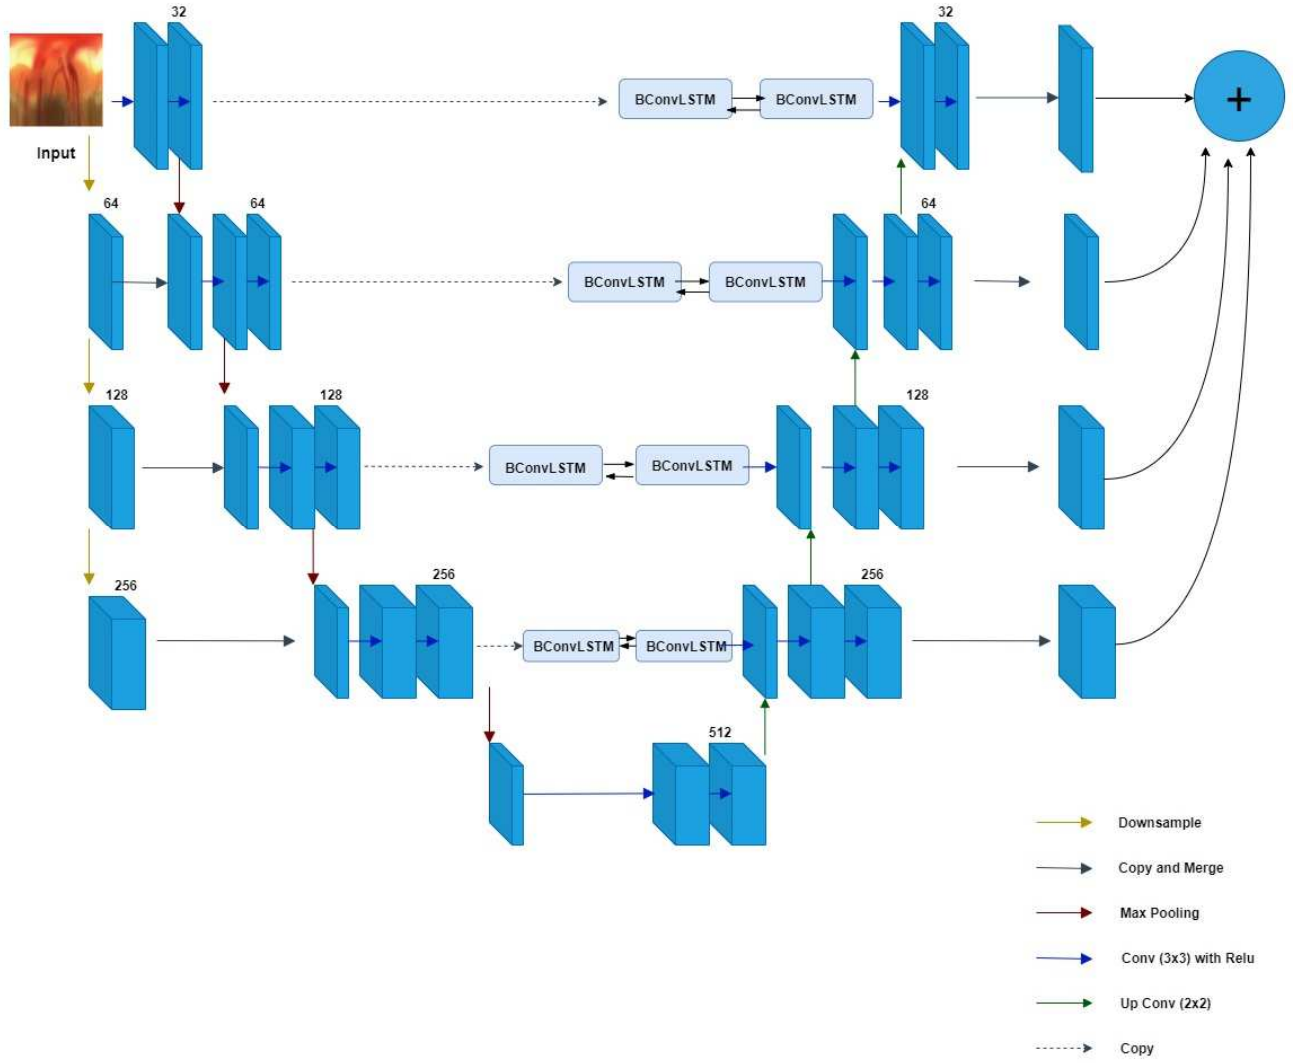 32
32
BConvLSTM
BConvLSTM
+
Input
64
64
64
BConvLSTM
BConvLSTM
128
128
128
BConvLSTM
BConvLSTM
256
256
256
BConvLSTM
BConvLSTM
512
Downsample
Copy and Merge
Max Pooling
Conv (3x3) with Relu
Up Conv (2x2)
Copy